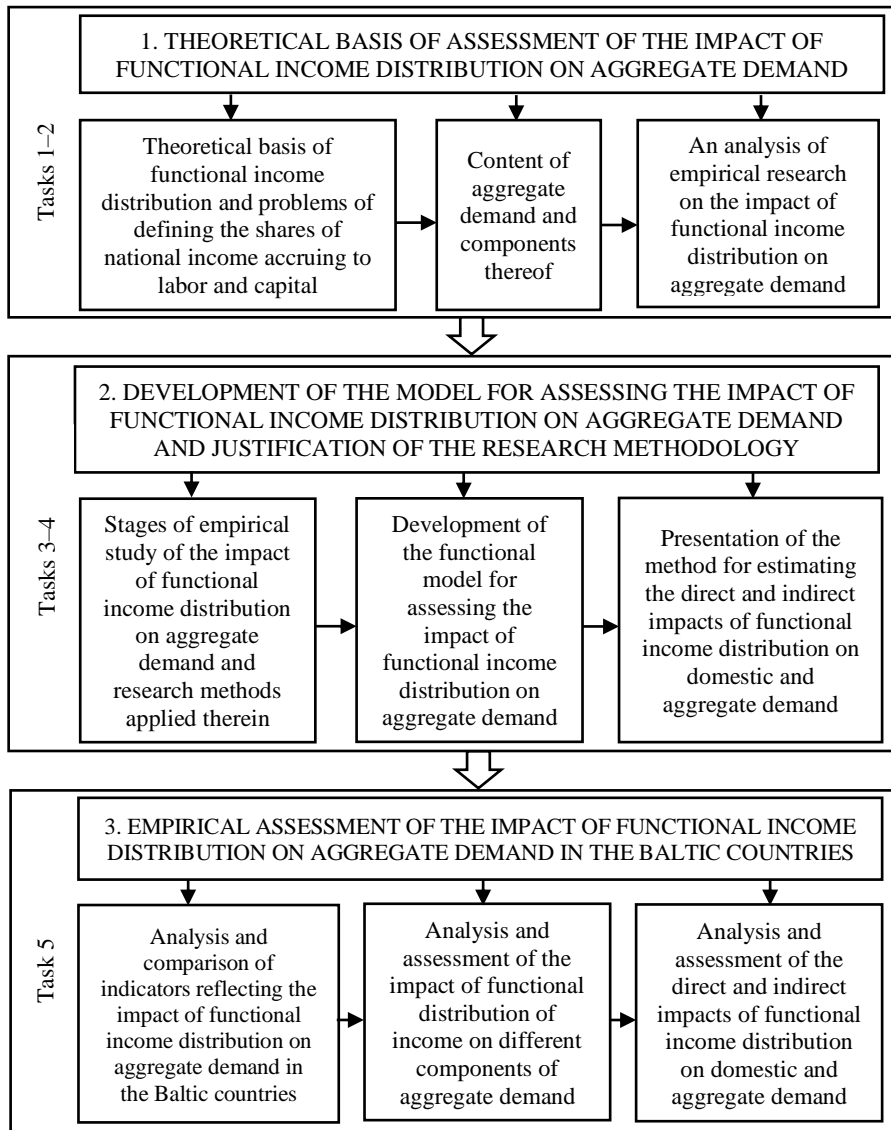 1. THEORETICAL BASIS OF ASSESSMENT OF THE IMPACT OF
FUNCTIONAL INCOME DISTRIBUTION ON AGGREGATE DEMAND
Tasks 1–2
Theoretical basis of
functional income
distribution and problems of
defining the shares of
national income accruing to
labor and capital
Content of
aggregate
demand and
components
thereof
An analysis of
empirical research
on the impact of
functional income
distribution on
aggregate demand
2. DEVELOPMENT OF THE MODEL FOR ASSESSING THE IMPACT OF
FUNCTIONAL INCOME DISTRIBUTION ON AGGREGATE DEMAND
AND JUSTIFICATION OF THE RESEARCH METHODOLOGY
Tasks 3–4
Stages of empirical
study of the impact
of functional
income distribution
on aggregate
demand and
research methods
applied therein
Development of
the functional
model for
assessing the
impact of
functional income
distribution on
aggregate demand
Presentation of the
method for estimating
the direct and indirect
impacts of functional
income distribution on
domestic and
aggregate demand
3. EMPIRICAL ASSESSMENT OF THE IMPACT OF FUNCTIONAL INCOME
DISTRIBUTION ON AGGREGATE DEMAND IN THE BALTIC COUNTRIES
Task 5
Analysis and
comparison of
indicators reflecting the
impact of functional
income distribution on
aggregate demand in
the Baltic countries
Analysis and
assessment of the
impact of functional
distribution of
income on different
components of
aggregate demand
Analysis and
assessment of the
direct and indirect
impacts of functional
income distribution
on domestic and
aggregate demand